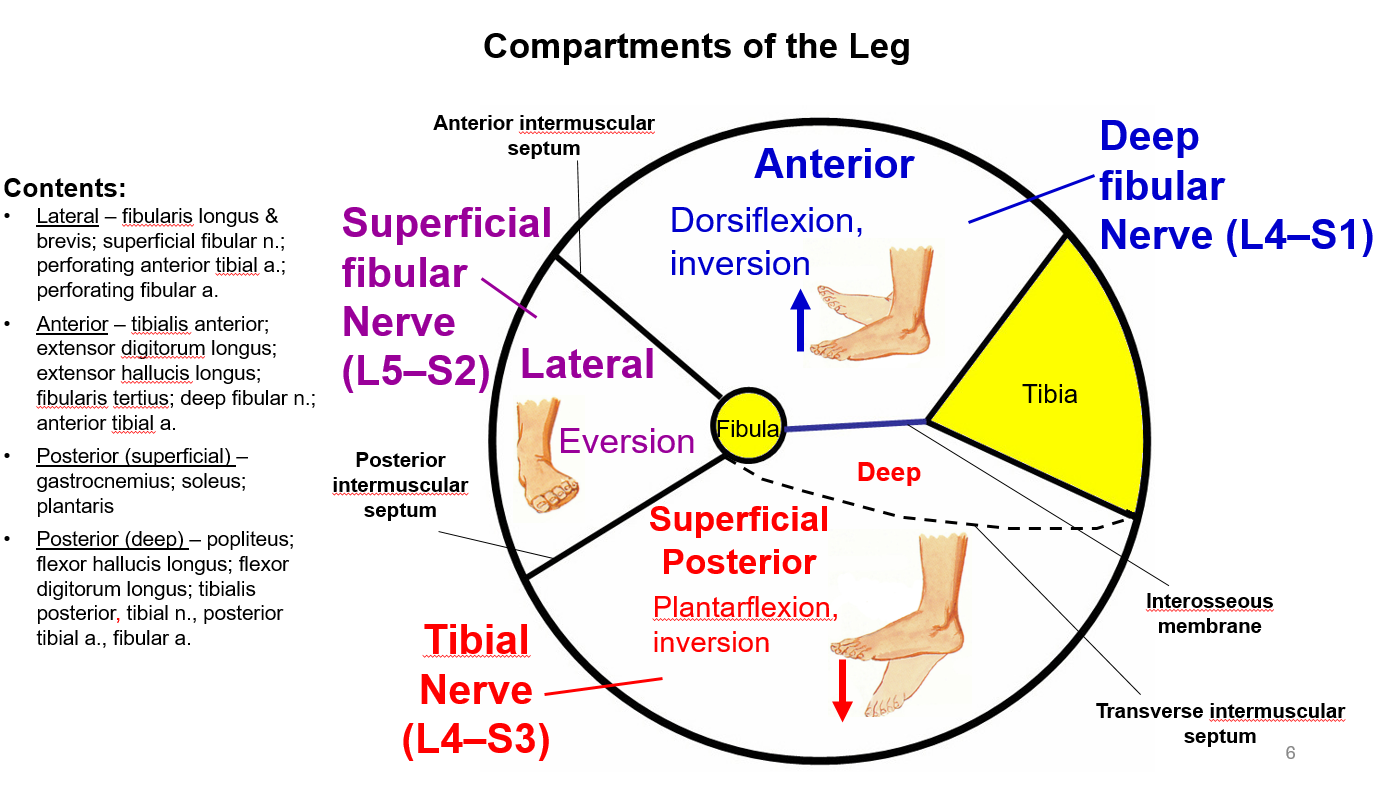 Compartments of the Leg
Contents:
• Lateral – fibularis longus &
brevis; superficial fibular n.;
perforating anterior tibial a.;
perforating fibular a.
• Anterior – tibialis anterior;
extensor digitorum longus;
extensor hallucis longus;
fibularis tertius; deep fibular n.;
anterior tibial a.
• Posterior (superficial) –
gastrocnemius; soleus;
plantaris
• Posterior (deep) – popliteus;
flexor hallucis longus; flexor
digitorum longus; tibialis
posterior, tibial n., posterior
tibial a., fibular a.
Anterior intermuscular
septum
Superficial
fibular
Nerve
(L5–S2)
Anterior
Dorsiflexion,
inversion
Deep
fibular
Nerve (L4–S1)
Lateral
Eversion
Fibula
Tibia
Posterior
intermuscular
septum
Deep
Superficial
Posterior
Plantarflexion,
inversion
Tibial
Nerve
(L4–S3)
Interosseous
membrane
Transverse intermuscular
septum
6